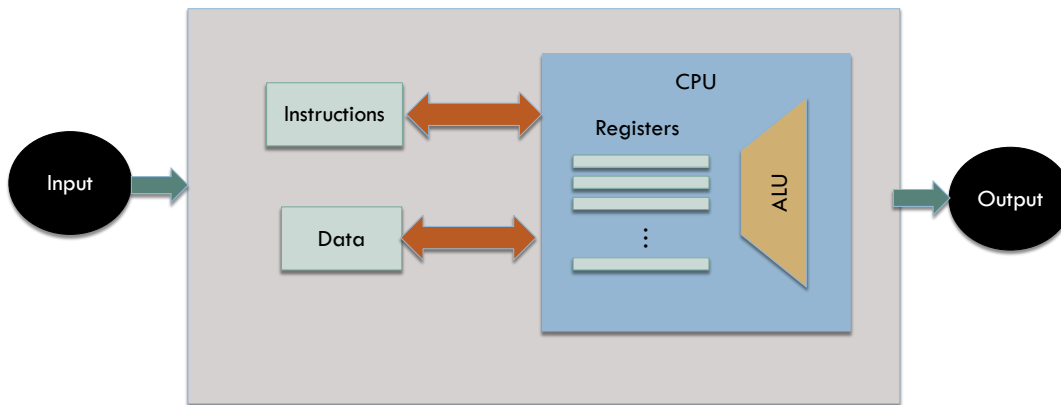 CPU
Instructions
Registers
Input
ALU
Output
Data
...